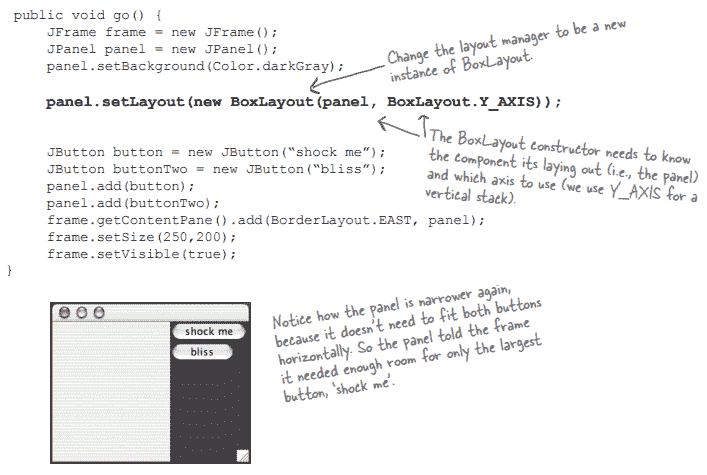 public void go() {
JFrame frame = new JFrame();
JPanel panel = new JPanel();
panel.setBackground(Color.darkGray);
Change the layout manager to be a new
instance of BoxLayout.
panel.setLayout(new BoxLayout(panel, BoxLayout.Y_AXIS));
The BoxLayout constructor needs to know
the component its laying out (i.e., the panel)
and which axis to use (we use Y_AXIS for a
vertical stack).
JButton button = new JButton(“shock me”);
JButton buttonTwo = new JButton(“bliss”);
panel.add(button);
panel.add(buttonTwo);
frame.getContentPane().add(BorderLayout.EAST, panel);
frame.setSize(250,200);
frame.setVisible(true);
}
shock me
bliss
Notice how the panel is narrower again,
because it doesn't need to fit both buttons
horizontally. So the panel told the frame
it needed enough room for only the largest
button, 'shock me'.